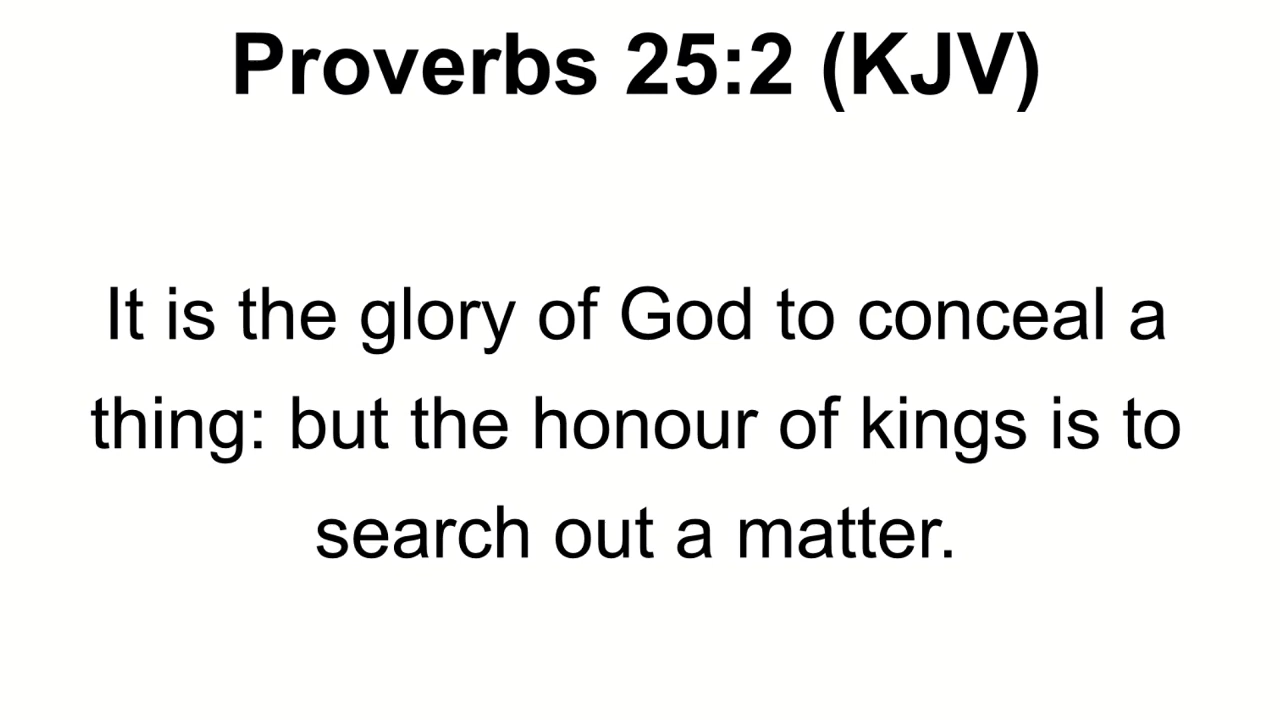 Proverbs 25:2 (KJV)
It is the glory of God to conceal a
thing: but the honour of kings is to
search out a matter.